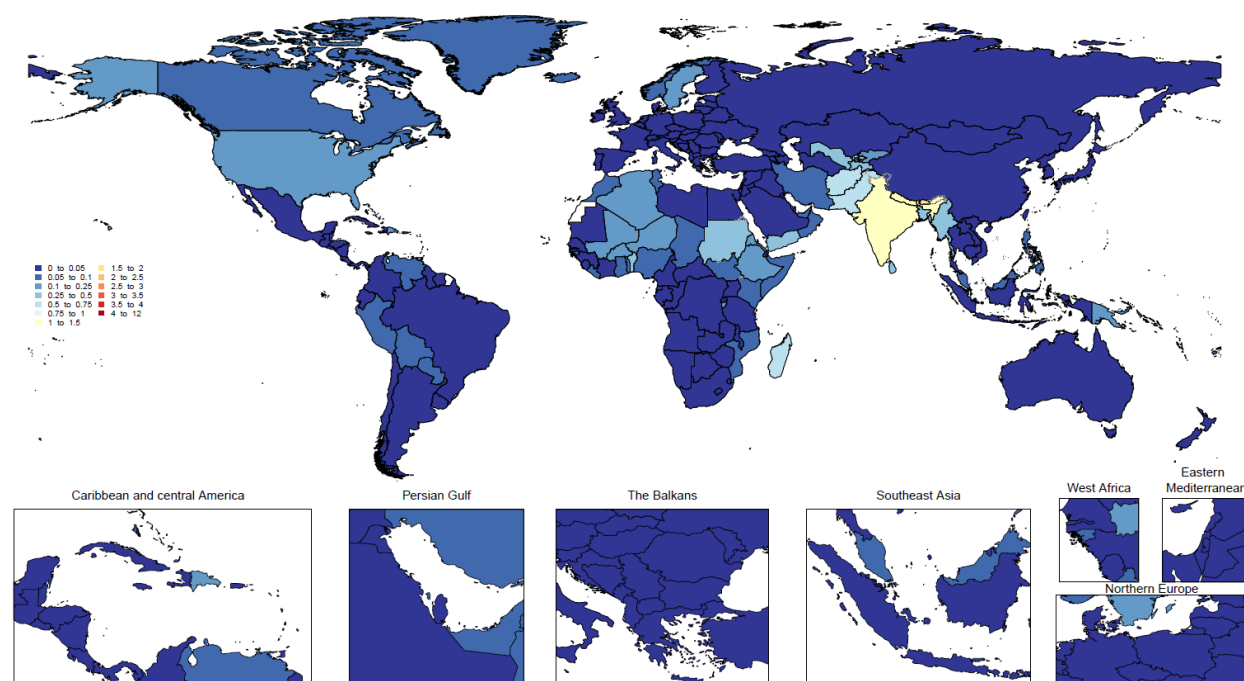 0 to 0.05
0.05 to 0.1
0.1 to 0.25
0.25 to 0.5
0.5 to 0.75
0.75 to 1
1 to 1.5
1.5 to 2
2 to 2.5
2.5 to 3
3 to 3.5
3.5 to 4
4 to 12
Caribbean and central America
Persian Gulf
The Balkans
Southeast Asia
West Africa
Eastern
Mediterranean
Northern Europe